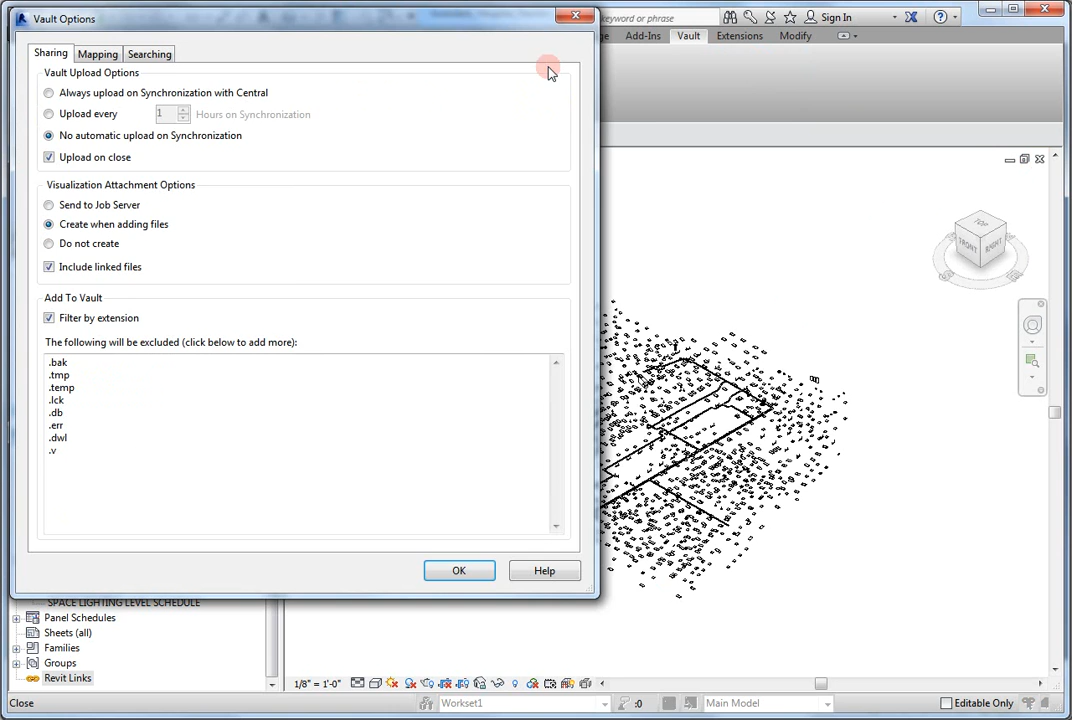 Vault Options
keyword or phrase
Sign In
Sharing
Mapping
Searching
Add-Ins
Vault
Extensions
Modify
Vault Upload Options
Always upload on Synchronization with Central
Upload every 1 Hours on Synchronization
No automatic upload on Synchronization
Upload on close
Visualization Attachment Options
Send to Job Server
Create when adding files
Do not create
Include linked files
Add To Vault
Filter by extension
The following will be excluded (click below to add more):
.bak
.tmp
.temp
.lck
.db
.err
.dwl
.v
OK
Help
TOP
FRONT
RIGHT
SPACE LIGHTING LEVEL SCHEDULE
Panel Schedules
Sheets (all)
Families
Groups
Revit Links
1/8" = 1'-0"
Close
Workset1
:0
Main Model
Editable Only